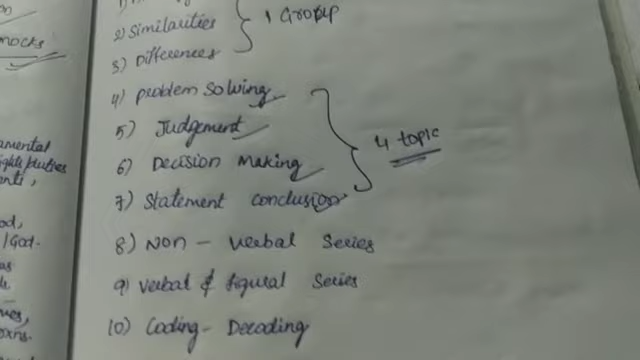 1 Group
2) Similarities
mocks
3) Differences
4) problem solving
5) Judgement
4 topic
6) Decision making
7) Statement conclusion
8) Non - verbal Series
9) verbal & figural Series
10) Coding - Decoding